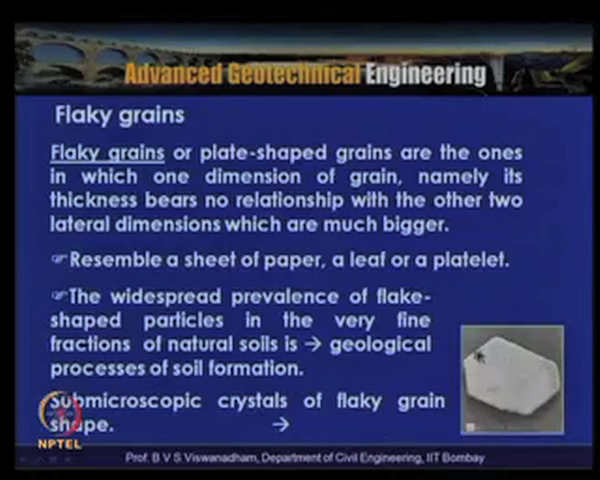 Advanced Geotechnical Engineering
Flaky grains
Flaky grains or plate-shaped grains are the ones
in which one dimension of grain, namely its
thickness bears no relationship with the other two
lateral dimensions which are much bigger.
☞Resemble a sheet of paper, a leaf or a platelet.
☞The widespread prevalence of flake-
shaped particles in the very fine
fractions of natural soils is → geological
processes of soil formation.
Submicroscopic crystals of flaky grain
shape. →
NPTEL
Prof. B V S Viswanadham, Department of Civil Engineering, IIT Bombay